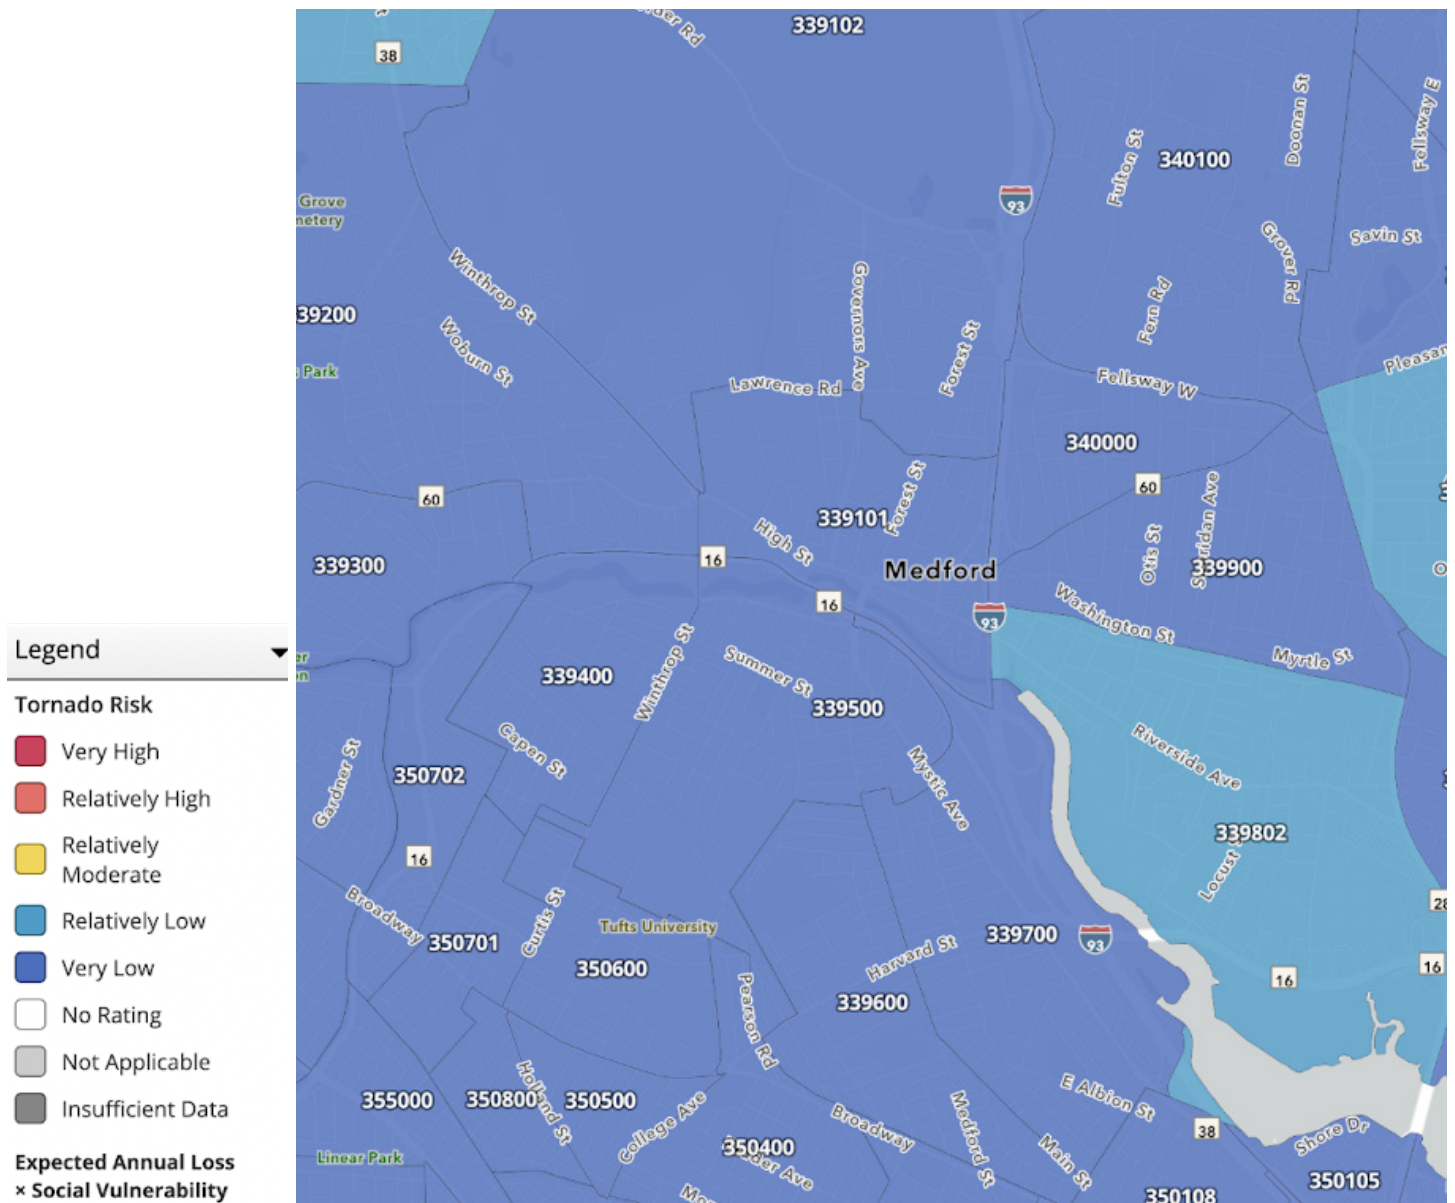 339102
38
340100
Doonan St
Fellsway E
Fulton St
93
Grove
Savin St
Grover Rd
Winthrop St
Governors Ave
Fern Rd
39200
Woburn St
Forest St
Park
Lawrence Rd
Fellsway W
340000
60
60
339101
Forest St
High St
16
Otis St
339300
Medford
339900
16
93
Washington St
Legend
Summer St
Myrtle St
Winthrop St
339400
339500
Tornado Risk
Very High
Relatively High
Relatively
Moderate
Relatively Low
Very Low
No Rating
Not Applicable
Insufficient Data
Expected Annual Loss
× Social Vulnerability
Capen St
Riverside Ave
Gardner St
350702
Mystic Ave
339802
16
Broadway
Curtis St
Tufts University
28
350701
339700
93
Harvard St
350600
16
16
339600
Pearson Rd
355000
350800
Holland St
350500
College Ave
E Albion St
Broadway
Medford St
38
Shore Dr
350400
Main St
Linear Park
350105
350108